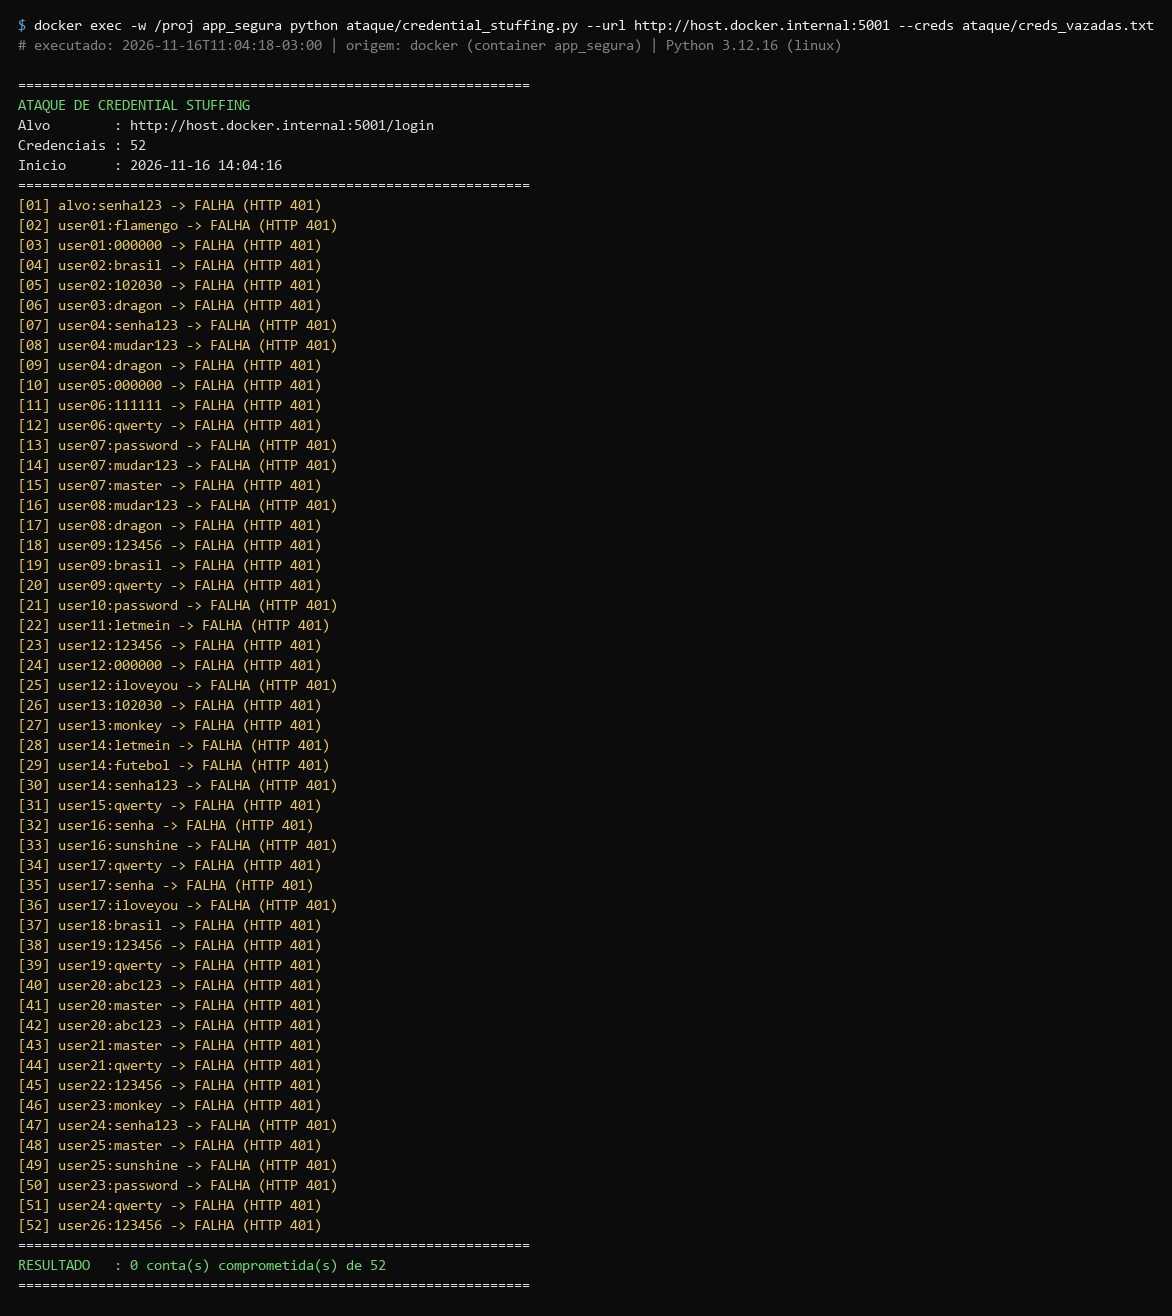 $ docker exec -w /proj app_segura python ataque/credential_stuffing.py --url http://host.docker.internal:5001 --creds ataque/creds_vazadas.txt
# executado: 2026-11-16T11:04:18-03:00 | origem: docker (container app_segura) | Python 3.12.16 (linux)
================================================================
ATAQUE DE CREDENTIAL STUFFING
Alvo        : http://host.docker.internal:5001/login
Credenciais : 52
Inicio      : 2026-11-16 14:04:16
================================================================
[01] alvo:senha123 -> FALHA (HTTP 401)
[02] user01:flamengo -> FALHA (HTTP 401)
[03] user01:000000 -> FALHA (HTTP 401)
[04] user02:brasil -> FALHA (HTTP 401)
[05] user02:102030 -> FALHA (HTTP 401)
[06] user03:dragon -> FALHA (HTTP 401)
[07] user04:senha123 -> FALHA (HTTP 401)
[08] user04:mudar123 -> FALHA (HTTP 401)
[09] user04:dragon -> FALHA (HTTP 401)
[10] user05:000000 -> FALHA (HTTP 401)
[11] user06:111111 -> FALHA (HTTP 401)
[12] user06:qwerty -> FALHA (HTTP 401)
[13] user07:password -> FALHA (HTTP 401)
[14] user07:mudar123 -> FALHA (HTTP 401)
[15] user07:master -> FALHA (HTTP 401)
[16] user08:mudar123 -> FALHA (HTTP 401)
[17] user08:dragon -> FALHA (HTTP 401)
[18] user09:123456 -> FALHA (HTTP 401)
[19] user09:brasil -> FALHA (HTTP 401)
[20] user09:qwerty -> FALHA (HTTP 401)
[21] user10:password -> FALHA (HTTP 401)
[22] user11:letmein -> FALHA (HTTP 401)
[23] user12:123456 -> FALHA (HTTP 401)
[24] user12:000000 -> FALHA (HTTP 401)
[25] user12:iloveyou -> FALHA (HTTP 401)
[26] user13:102030 -> FALHA (HTTP 401)
[27] user13:monkey -> FALHA (HTTP 401)
[28] user14:letmein -> FALHA (HTTP 401)
[29] user14:futebol -> FALHA (HTTP 401)
[30] user14:senha123 -> FALHA (HTTP 401)
[31] user15:qwerty -> FALHA (HTTP 401)
[32] user16:senha -> FALHA (HTTP 401)
[33] user16:sunshine -> FALHA (HTTP 401)
[34] user17:qwerty -> FALHA (HTTP 401)
[35] user17:senha -> FALHA (HTTP 401)
[36] user17:iloveyou -> FALHA (HTTP 401)
[37] user18:brasil -> FALHA (HTTP 401)
[38] user19:123456 -> FALHA (HTTP 401)
[39] user19:qwerty -> FALHA (HTTP 401)
[40] user20:abc123 -> FALHA (HTTP 401)
[41] user20:master -> FALHA (HTTP 401)
[42] user20:abc123 -> FALHA (HTTP 401)
[43] user21:master -> FALHA (HTTP 401)
[44] user21:qwerty -> FALHA (HTTP 401)
[45] user22:123456 -> FALHA (HTTP 401)
[46] user23:monkey -> FALHA (HTTP 401)
[47] user24:senha123 -> FALHA (HTTP 401)
[48] user25:master -> FALHA (HTTP 401)
[49] user25:sunshine -> FALHA (HTTP 401)
[50] user23:password -> FALHA (HTTP 401)
[51] user24:qwerty -> FALHA (HTTP 401)
[52] user26:123456 -> FALHA (HTTP 401)
================================================================
RESULTADO   : 0 conta(s) comprometida(s) de 52
================================================================